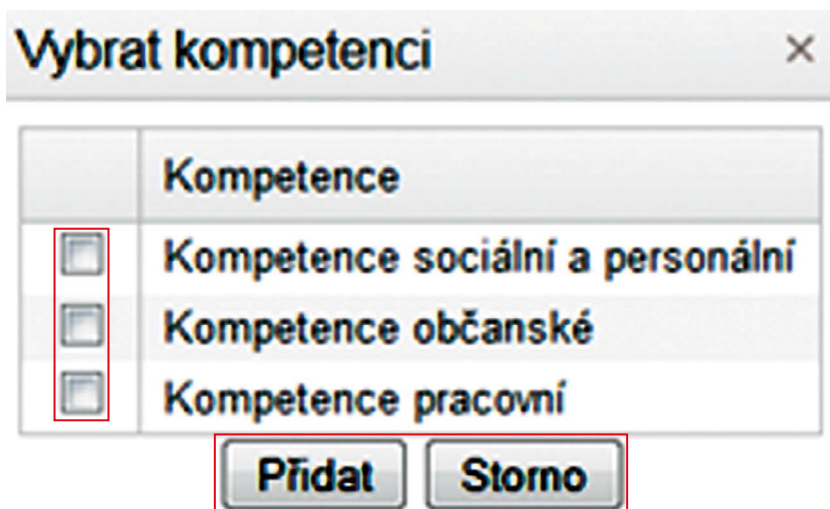 Vybrat kompetenci ×
Kompetence
Kompetence sociální a personální
Kompetence občanské
Kompetence pracovní
Přidat Storno